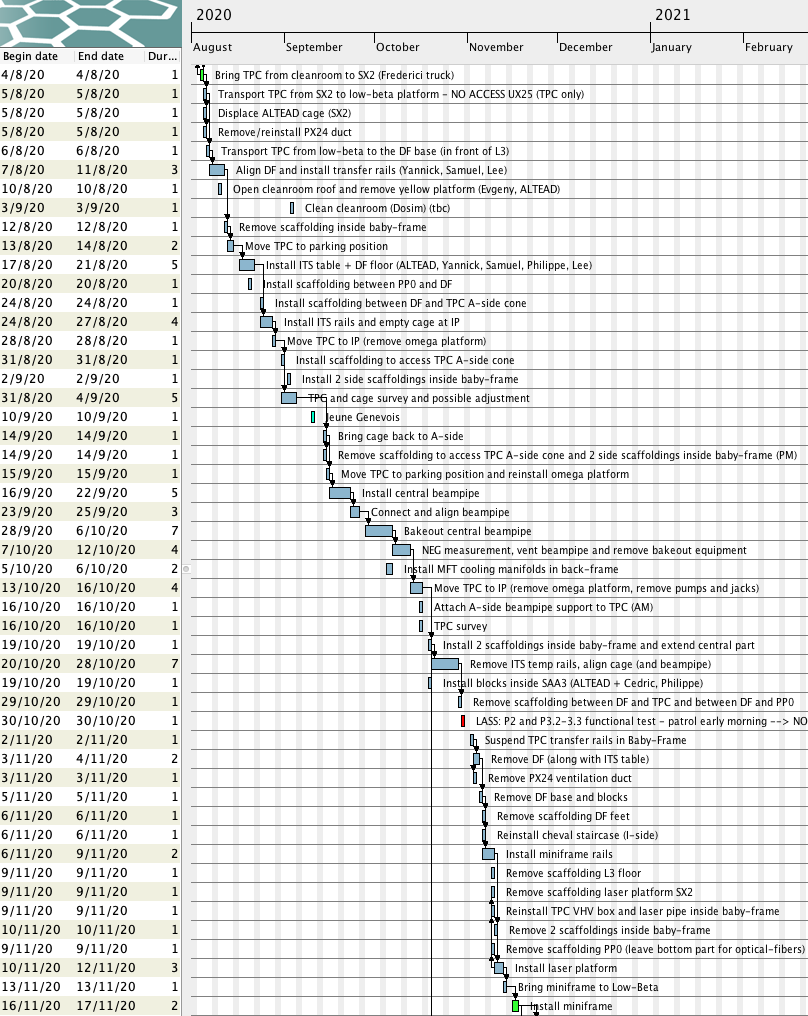 2020 2021
August September October November December January February
Begin date End date Dur...
4/8/20 4/8/20 1 Bring TPC from cleanroom to SX2 (Frederici truck)
5/8/20 5/8/20 1 Transport TPC from SX2 to low-beta platform - NO ACCESS UX25 (TPC only)
5/8/20 5/8/20 1 Displace ALTEAD cage (SX2)
5/8/20 5/8/20 1 Remove/reinstall PX24 duct
6/8/20 6/8/20 1 Transport TPC from low-beta to the DF base (in front of L3)
7/8/20 11/8/20 3 Align DF and install transfer rails (Yannick, Samuel, Lee)
10/8/20 10/8/20 1 Open cleanroom roof and remove yellow platform (Evgeny, ALTEAD)
3/9/20 3/9/20 1 Clean cleanroom (Dosim) (tbc)
12/8/20 12/8/20 1 Remove scaffolding inside baby-frame
13/8/20 14/8/20 2 Move TPC to parking position
17/8/20 21/8/20 5 Install ITS table + DF floor (ALTEAD, Yannick, Samuel, Philippe, Lee)
20/8/20 20/8/20 1 Install scaffolding between PP0 and DF
24/8/20 24/8/20 1 Install scaffolding between DF and TPC A-side cone
24/8/20 27/8/20 4 Install ITS rails and empty cage at IP
28/8/20 28/8/20 1 Move TPC to IP (remove omega platform)
31/8/20 31/8/20 1 Install scaffolding to access TPC A-side cone
2/9/20 2/9/20 1 Install 2 side scaffoldings inside baby-frame
31/8/20 4/9/20 5 TPC and cage survey and possible adjustment
10/9/20 10/9/20 1 Jeune Genevois
14/9/20 14/9/20 1 Bring cage back to A-side
14/9/20 14/9/20 1 Remove scaffolding to access TPC A-side cone and 2 side scaffoldings inside baby-frame (PM)
15/9/20 15/9/20 1 Move TPC to parking position and reinstall omega platform
16/9/20 22/9/20 5 Install central beampipe
23/9/20 25/9/20 3 Connect and align beampipe
28/9/20 6/10/20 7 Bakeout central beampipe
7/10/20 12/10/20 4 NEG measurement, vent beampipe and remove bakeout equipment
5/10/20 6/10/20 2 Install MFT cooling manifolds in back-frame
13/10/20 16/10/20 4 Move TPC to IP (remove omega platform, remove pumps and jacks)
16/10/20 16/10/20 1 Attach A-side beampipe support to TPC (AM)
16/10/20 16/10/20 1 TPC survey
19/10/20 19/10/20 1 Install 2 scaffoldings inside baby-frame and extend central part
20/10/20 28/10/20 7 Remove ITS temp rails, align cage (and beampipe)
19/10/20 19/10/20 1 Install blocks inside SAA3 (ALTEAD + Cedric, Philippe)
29/10/20 29/10/20 1 Remove scaffolding between DF and TPC and between DF and PP0
30/10/20 30/10/20 1 LASS: P2 and P3.2-3.3 functional test - patrol early morning --> NO
2/11/20 2/11/20 1 Suspend TPC transfer rails in Baby-Frame
3/11/20 4/11/20 2 Remove DF (along with ITS table)
3/11/20 3/11/20 1 Remove PX24 ventilation duct
5/11/20 5/11/20 1 Remove DF base and blocks
6/11/20 6/11/20 1 Remove scaffolding DF feet
6/11/20 6/11/20 1 Reinstall cheval staircase (I-side)
6/11/20 9/11/20 2 Install miniframe rails
9/11/20 9/11/20 1 Remove scaffolding L3 floor
9/11/20 9/11/20 1 Remove scaffolding laser platform SX2
9/11/20 9/11/20 1 Reinstall TPC VHV box and laser pipe inside baby-frame
10/11/20 10/11/20 1 Remove 2 scaffoldings inside baby-frame
9/11/20 9/11/20 1 Remove scaffolding PP0 (leave bottom part for optical-fibers)
10/11/20 12/11/20 3 Install laser platform
13/11/20 13/11/20 1 Bring miniframe to Low-Beta
16/11/20 17/11/20 2 Install miniframe